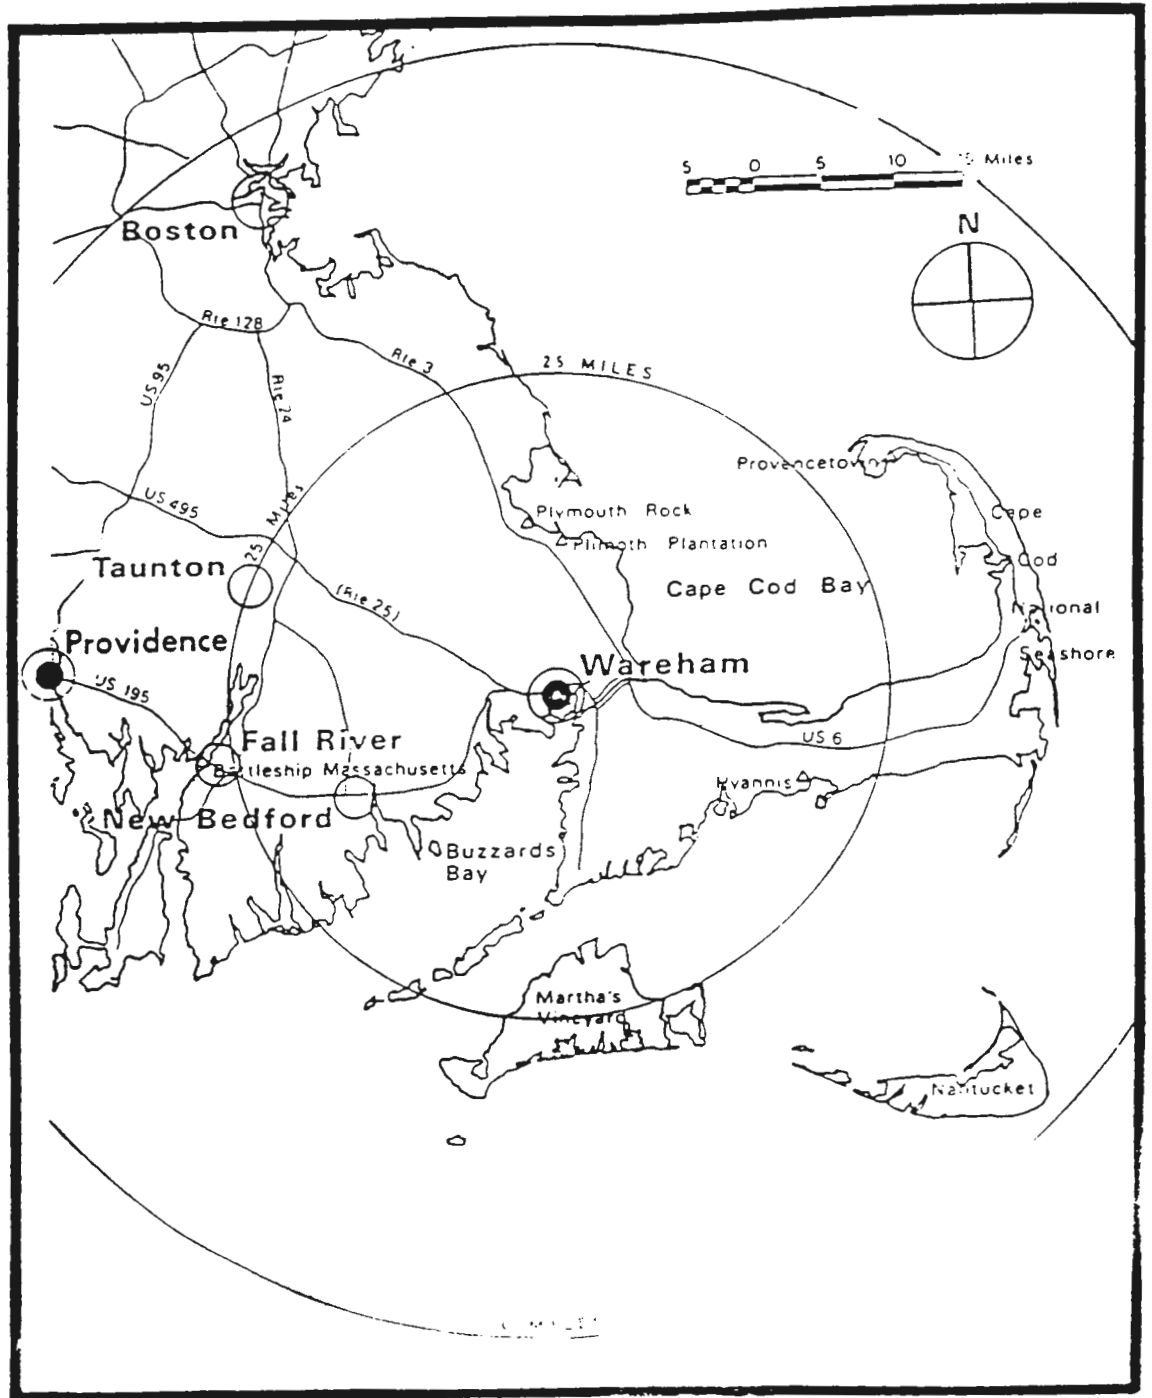 5 0 5 10 15 Miles
N
Boston
Rte 128
US 95
Rte 24
Rte 3
25 MILES
Provencetown
US 495
25 Miles
Plymouth Rock
Cape
Plimoth Plantation
Taunton
Cod
Cape Cod Bay
(Rte 25)
National
Providence
Seashore
Wareham
US 195
US 6
Fall River
Battleship Massachusetts
Hyannis
New Bedford
Buzzards
Bay
Martha's
Vineyard
Nantucket
MILES